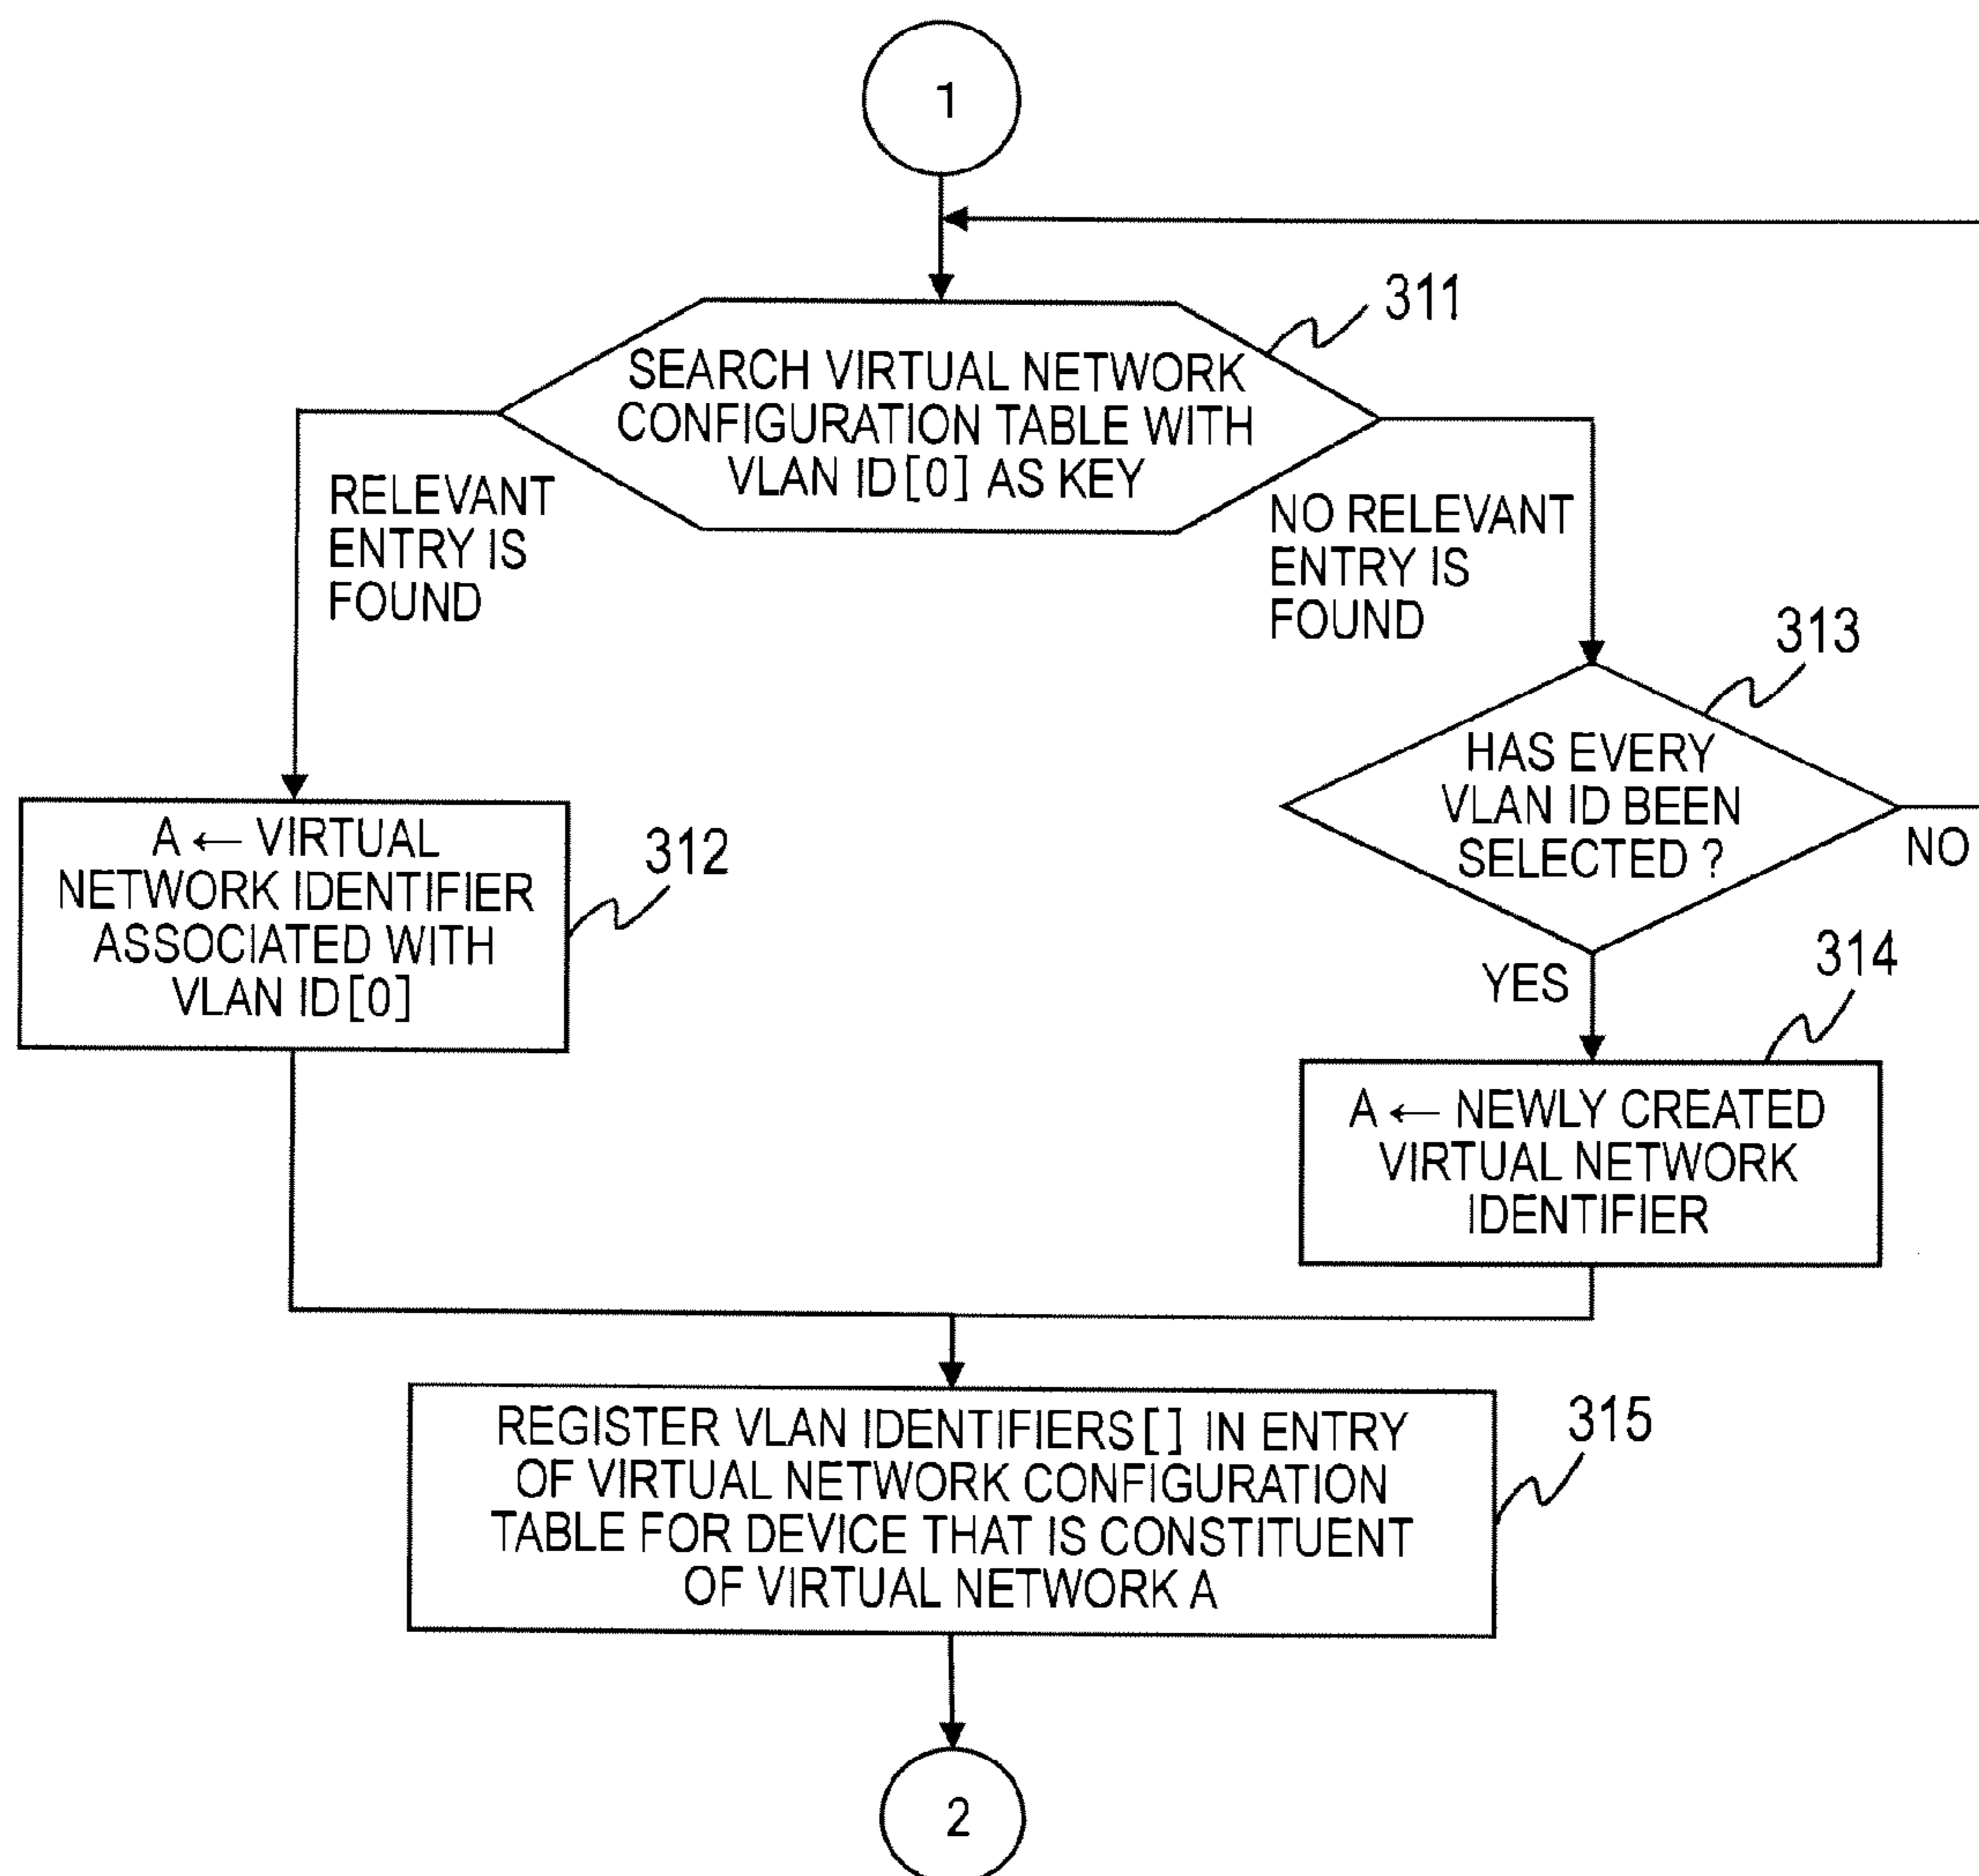 1
311
SEARCH VIRTUAL NETWORK
CONFIGURATION TABLE WITH
VLAN ID[0] AS KEY
RELEVANT
ENTRY IS
FOUND
NO RELEVANT
ENTRY IS
FOUND
313
HAS EVERY
VLAN ID BEEN
SELECTED ?
NO
A ← VIRTUAL
NETWORK IDENTIFIER
ASSOCIATED WITH
VLAN ID[0]
312
YES
314
A ← NEWLY CREATED
VIRTUAL NETWORK
IDENTIFIER
REGISTER VLAN IDENTIFIERS[] IN ENTRY
OF VIRTUAL NETWORK CONFIGURATION
TABLE FOR DEVICE THAT IS CONSTITUENT
OF VIRTUAL NETWORK A
315
2